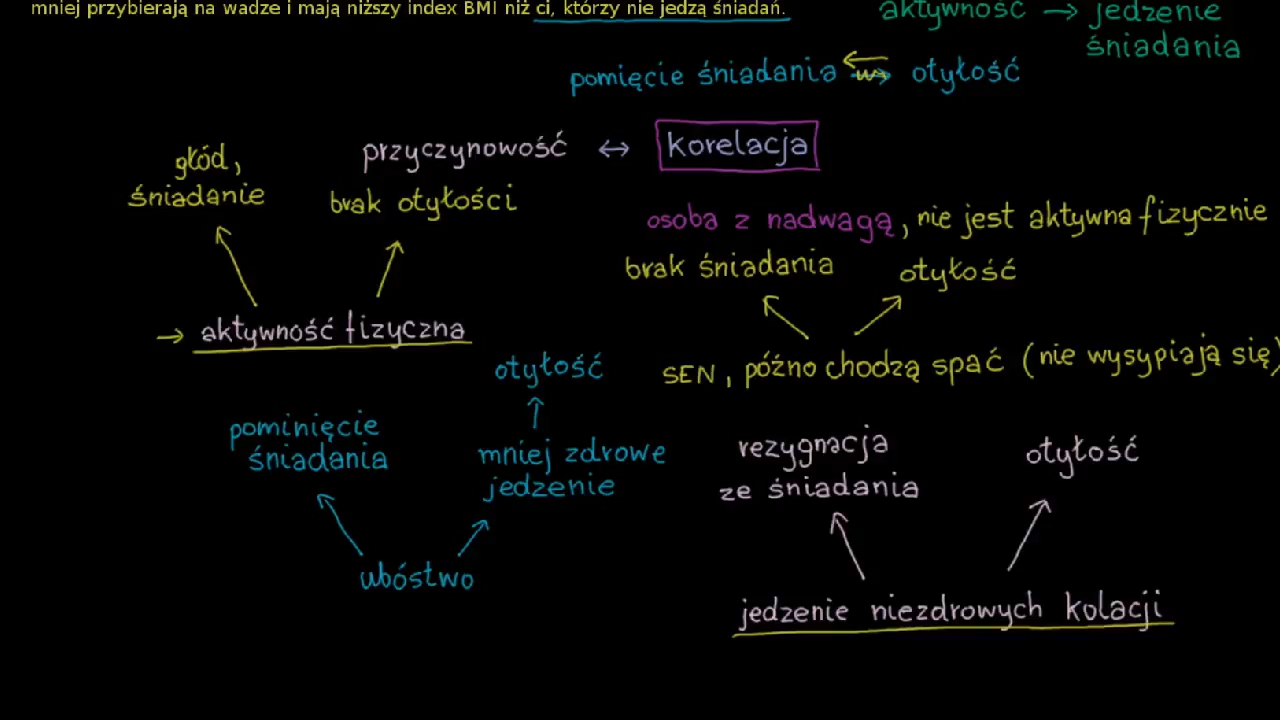 mniej przybierają na wadze i mają niższy index BMI niż ci, którzy nie jedzą śniadań.
aktywność → jedzenie
śniadania
pomięcie śniadania otyłość
przyczynowość ↔ korelacja
głód,
śniadanie
brak otyłości
→ aktywność fizyczna
osoba z nadwagą, nie jest aktywna fizycznie
brak śniadania otyłość
SEN, późno chodzą spać (nie wysypiają się)
otyłość
pominięcie
śniadania
mniej zdrowe
jedzenie
ubóstwo
rezygnacja
ze śniadania
otyłość
jedzenie niezdrowych kolacji